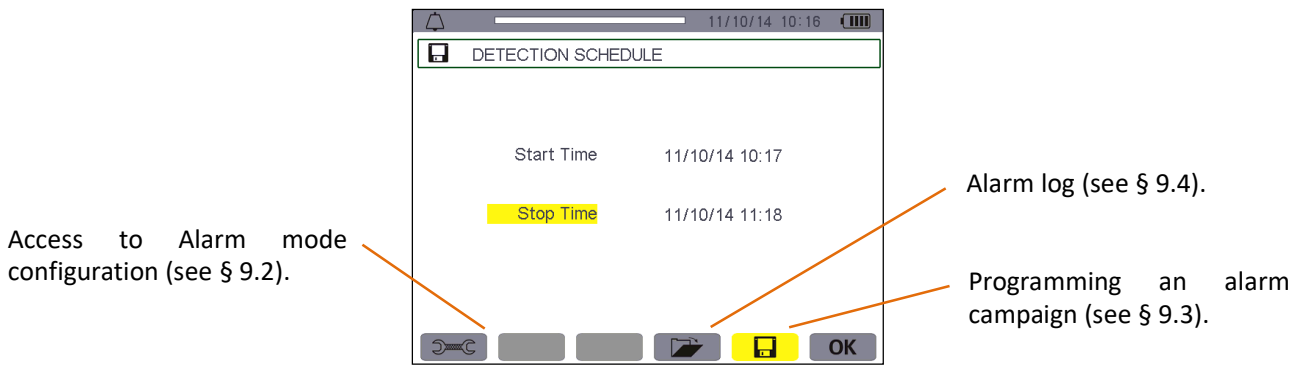 11/10/14 10:16
DETECTION SCHEDULE
Start Time 11/10/14 10:17
Stop Time 11/10/14 11:18
OK
Access to Alarm mode
configuration (see § 9.2).
Alarm log (see § 9.4).
Programming an alarm
campaign (see § 9.3).